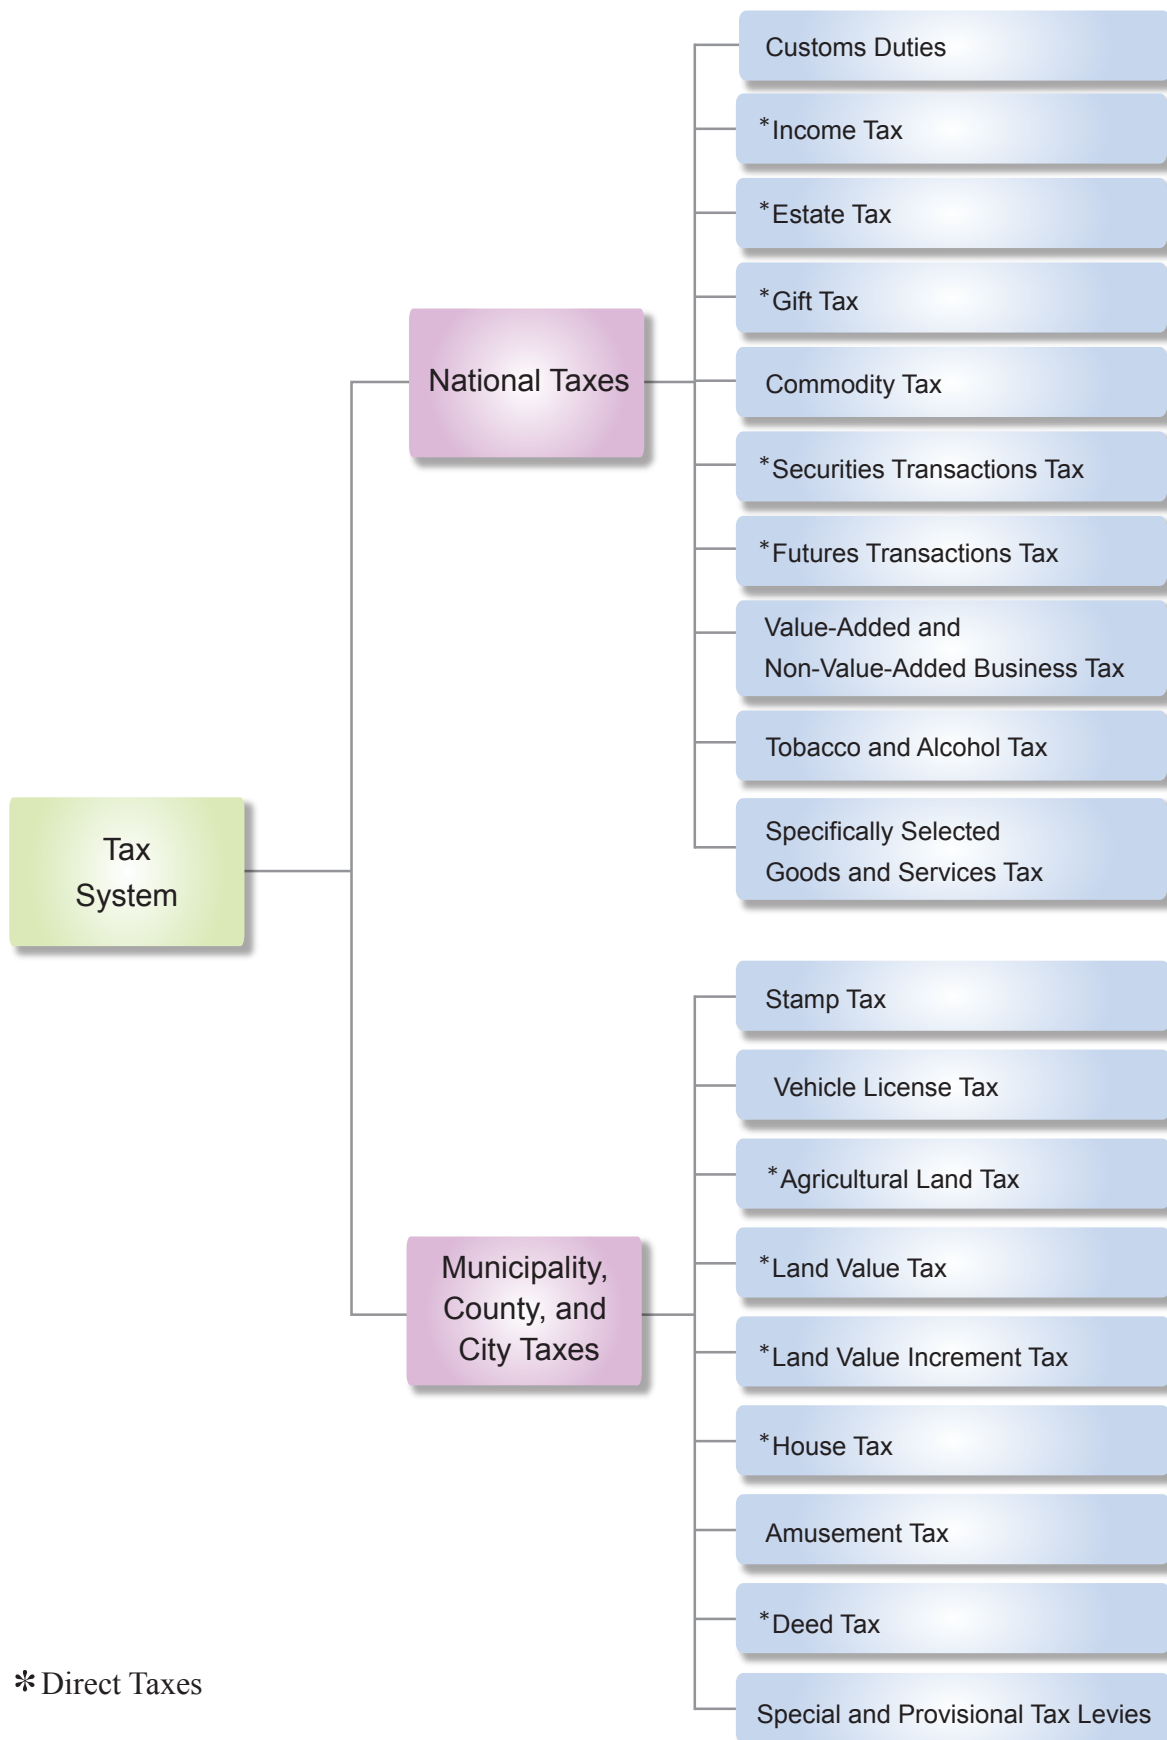 Customs Duties
*Income Tax
*Estate Tax
*Gift Tax
National Taxes
Commodity Tax
*Securities Transactions Tax
*Futures Transactions Tax
Value-Added and
Non-Value-Added Business Tax
Tobacco and Alcohol Tax
Specifically Selected
Goods and Services Tax
Tax
System
Stamp Tax
Vehicle License Tax
*Agricultural Land Tax
Municipality,
County, and
City Taxes
*Land Value Tax
*Land Value Increment Tax
*House Tax
Amusement Tax
*Deed Tax
Special and Provisional Tax Levies
*Direct Taxes